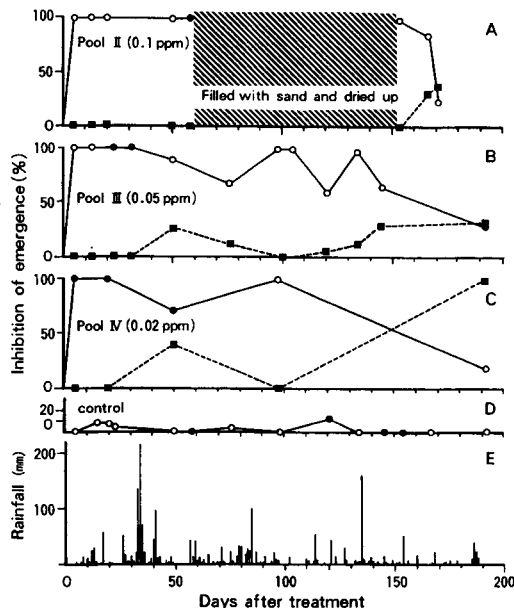 Inhibition of emergence (%)
100
50
0
Pool II (0.1 ppm)
Filled with sand and dried up
A
100
50
0
Pool III (0.05 ppm)
B
100
50
0
Pool IV (0.02 ppm)
C
20
0
control
D
Rainfall (mm)
200
100
E
0 50 100 150 200
Days after treatment